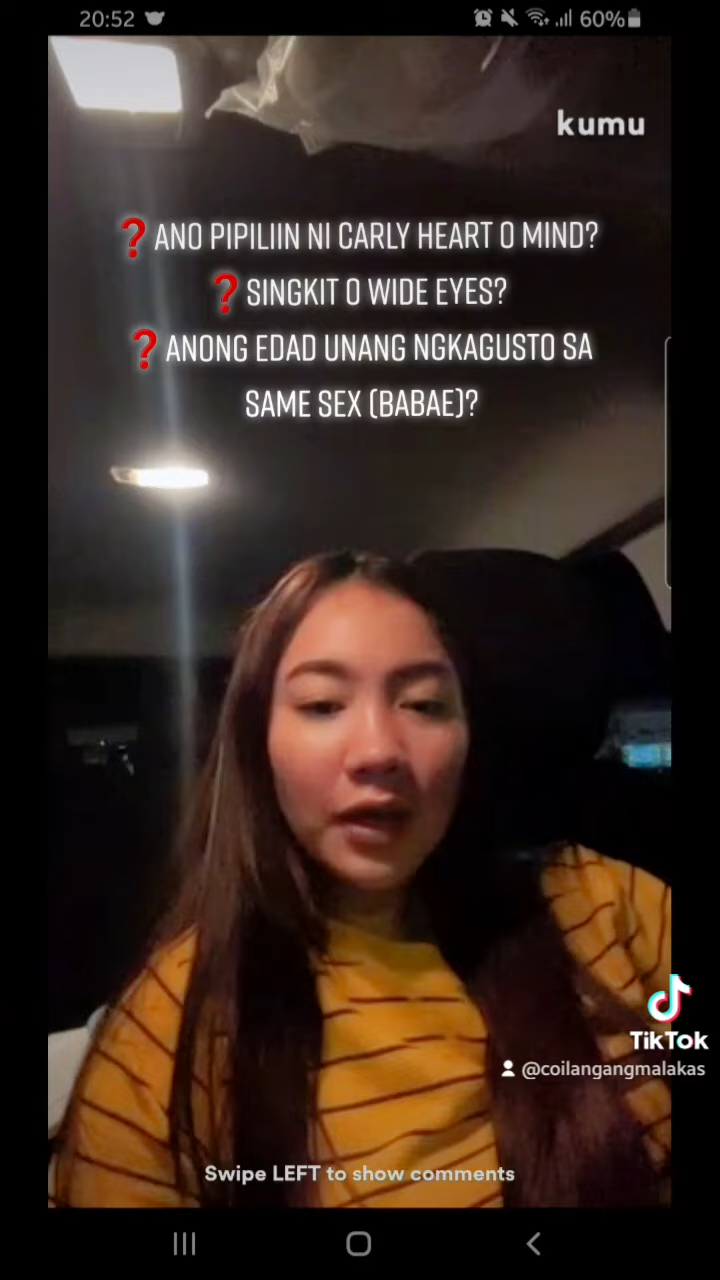 20:52
60%
kumu
❓ANO PIPILIIN NI CARLY HEART O MIND?
❓SINGKIT O WIDE EYES?
❓ANONG EDAD UNANG NGKAGUSTO SA
SAME SEX (BABAE)?
TikTok
@coilangangmalakas
Swipe LEFT to show comments